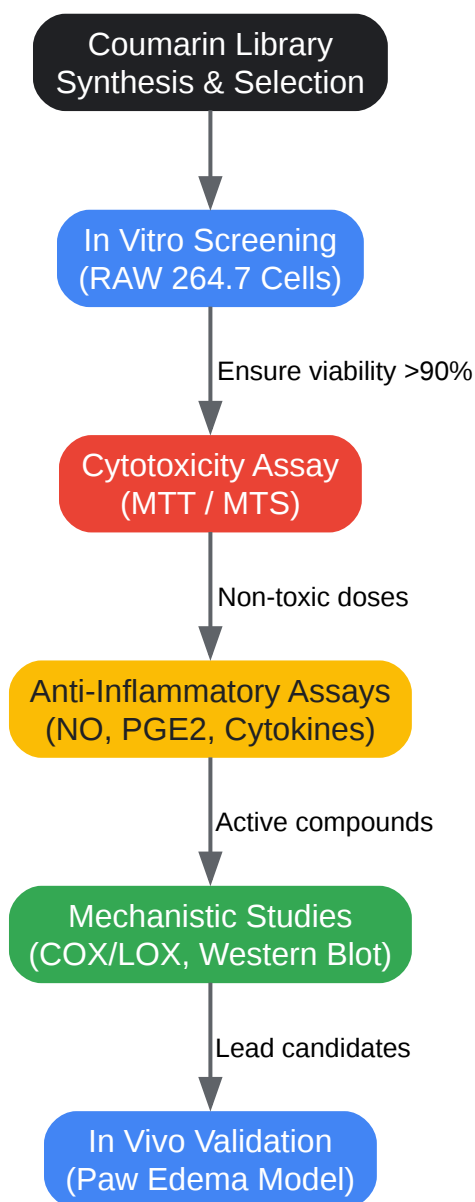 Coumarin Library
Synthesis & Selection
In Vitro Screening
(RAW 264.7 Cells)
Ensure viability >90%
Cytotoxicity Assay
(MTT / MTS)
Non-toxic doses
Anti-Inflammatory Assays
(NO, PGE2, Cytokines)
Active compounds
Mechanistic Studies
(COX/LOX, Western Blot)
Lead candidates
In Vivo Validation
(Paw Edema Model)